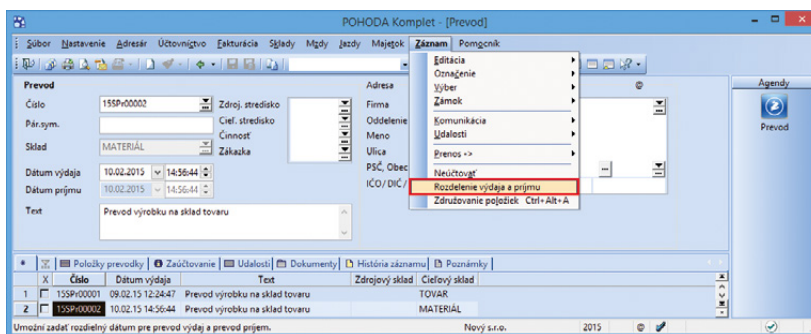 POHODA Komplet - [Prevod]
Súbor Nastavenie Adresár Účtovníctvo Fakturácia Sklady Mzdy Jazdy Majetok Záznam Pomocník
Editácia
Označenie
Výber
Zámok
Komunikácia
Udalosti
Prenos ->
Neúčtovať
Rozdelenie výdaja a príjmu
Združovanie položiek Ctrl+Alt+A
Prevod
Adresa
@
Agendy
Číslo 15SPr00002 Zdroj. stredisko Firma
Pár.sym. Cieľ. stredisko Oddelenie
Prevod
Činnosť Meno
Sklad MATERIÁL Zákazka Ulica
PSČ, Obec
Dátum výdaja 10.02.2015 14:56:44
IČO/DIČ/
Dátum príjmu 10.02.2015 14:56:44
Text Prevod výrobku na sklad tovaru
* Položky prevodky Zaúčtovanie Udalosti Dokumenty História záznamu Poznámky
X Číslo Dátum výdaja Text Zdrojový sklad Cieľový sklad
1 15SPr00001 09.02.15 12:24:47 Prevod výrobku na sklad tovaru TOVAR
2 15SPr00002 10.02.15 14:56:44 Prevod výrobku na sklad tovaru MATERIÁL
Umožní zadať rozdielny dátum pre prevod výdaj a prevod príjem. Nový s.r.o. 2015 @